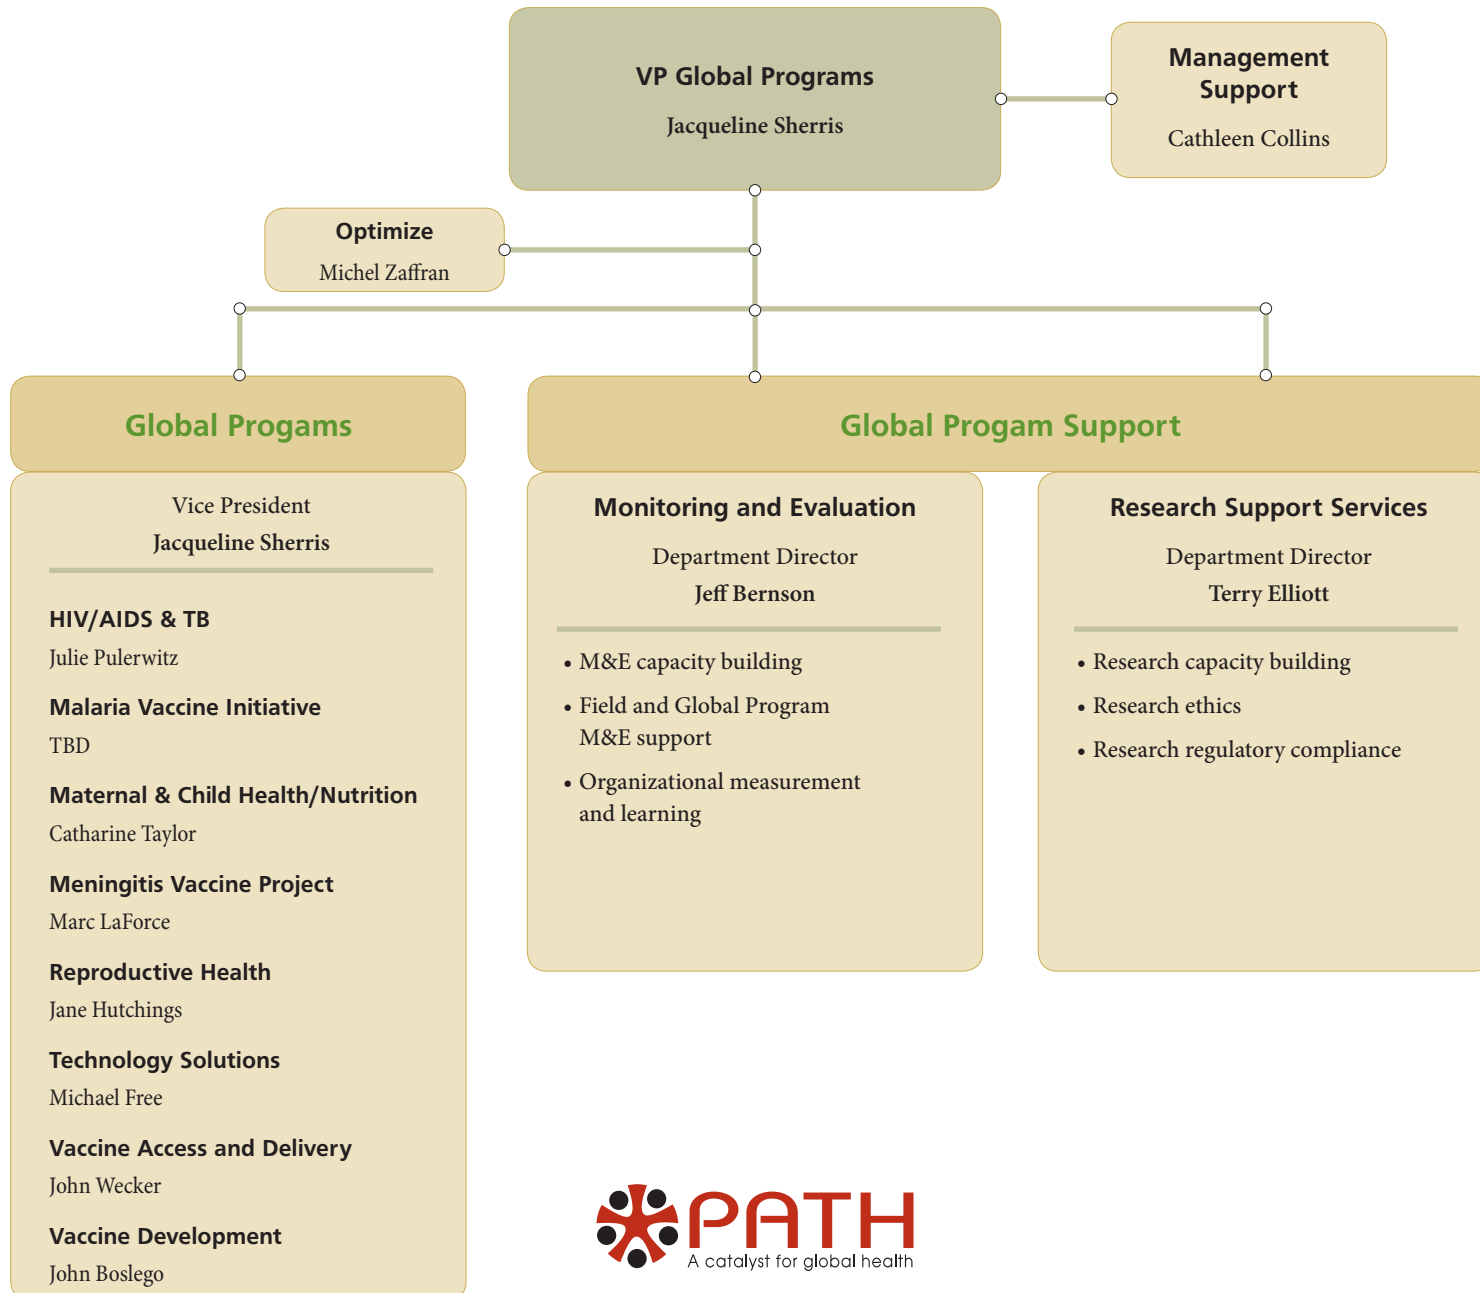 VP Global Programs
Jacqueline Sherris
Management
Support
Cathleen Collins
Optimize
Michel Zaffran
Global Progams
Vice President
Jacqueline Sherris
HIV/AIDS & TB
Julie Pulerwitz
Malaria Vaccine Initiative
TBD
Maternal & Child Health/Nutrition
Catharine Taylor
Meningitis Vaccine Project
Marc LaForce
Reproductive Health
Jane Hutchings
Technology Solutions
Michael Free
Vaccine Access and Delivery
John Wecker
Vaccine Development
John Boslego
Global Progam Support
Monitoring and Evaluation
Department Director
Jeff Bernson
• M&E capacity building
• Field and Global Program
M&E support
• Organizational measurement
and learning
Research Support Services
Department Director
Terry Elliott
• Research capacity building
• Research ethics
• Research regulatory compliance
PATH
A catalyst for global health